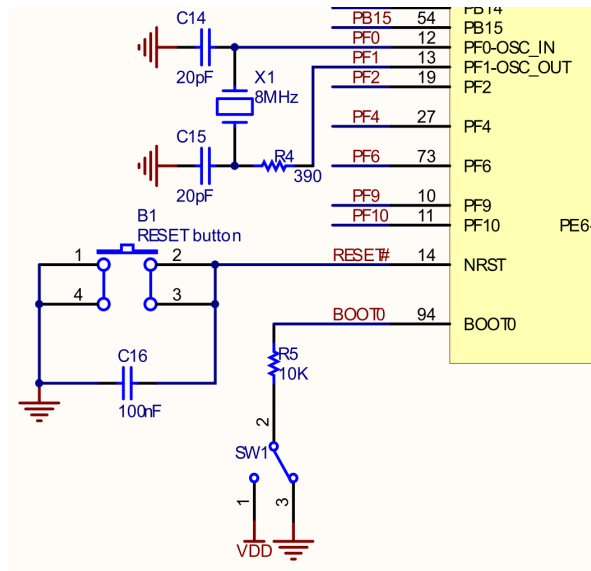 PB14
PB15 54 PB15
C14 PF0 12 PF0-OSC_IN
PF1 13 PF1-OSC_OUT
20pF X1 PF2 19 PF2
8MHz
PF4 27 PF4
C15
R4 PF6 73 PF6
390
20pF
PF9 10 PF9
B1 PF10 11 PF10 PE6
RESET button
1 2 RESET# 14 NRST
4 3
BOOT0 94 BOOT0
C16 R5
10K
100nF
2
SW1
1 3
VDD